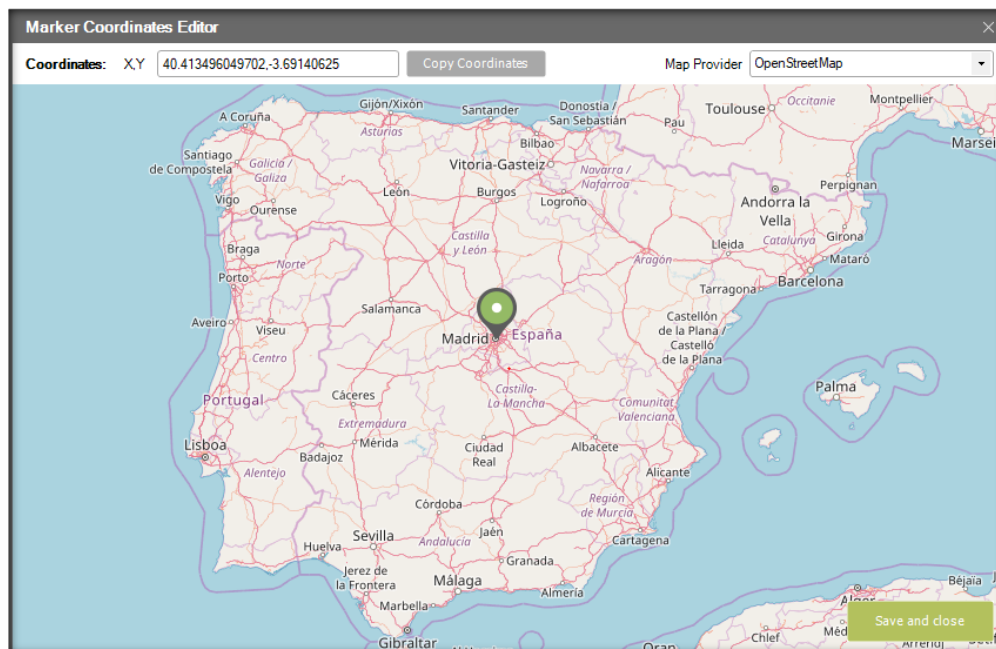 Marker Coordinates Editor
Coordinates: X,Y 40.413496049702,-3.69140625 Copy Coordinates Map Provider OpenStreetMap
Gijón/Xixón
Santander
Donostia /
San Sebastián
Toulouse
Occitanie
Montpellier
A Coruña
Asturias
Bilbao
Pau
Marsei
Santiago
de Compostela
Galicia /
Galiza
Vitoria-Gasteiz
Navarra /
Nafarroa
León
Burgos
Logroño
Perpignan
Andorra la
Vella
Vigo
Ourense
Castilla
y León
Braga
Norte
Aragón
Lleida
Catalunya
Girona
Mataró
Porto
Barcelona
Tarragona
Salamanca
Aveiro
Viseu
Castellón
de la Plana /
Castelló
de la Plana
Madrid
España
Centro
Castilla-
La Mancha
Palma
Portugal
Cáceres
Comunitat
Valenciana
Extremadura
Lisboa
Mérida
Badajoz
Ciudad
Real
Albacete
Alentejo
Alicante
Región
de Murcia
Córdoba
Jaén
Cartagena
Sevilla
Andalucía
Huelva
Granada
Jerez de
la Frontera
Málaga
Almería
Marbella
Béjaïa
Alger
Gibraltar
Save and close
Chlef
Méd
Oran